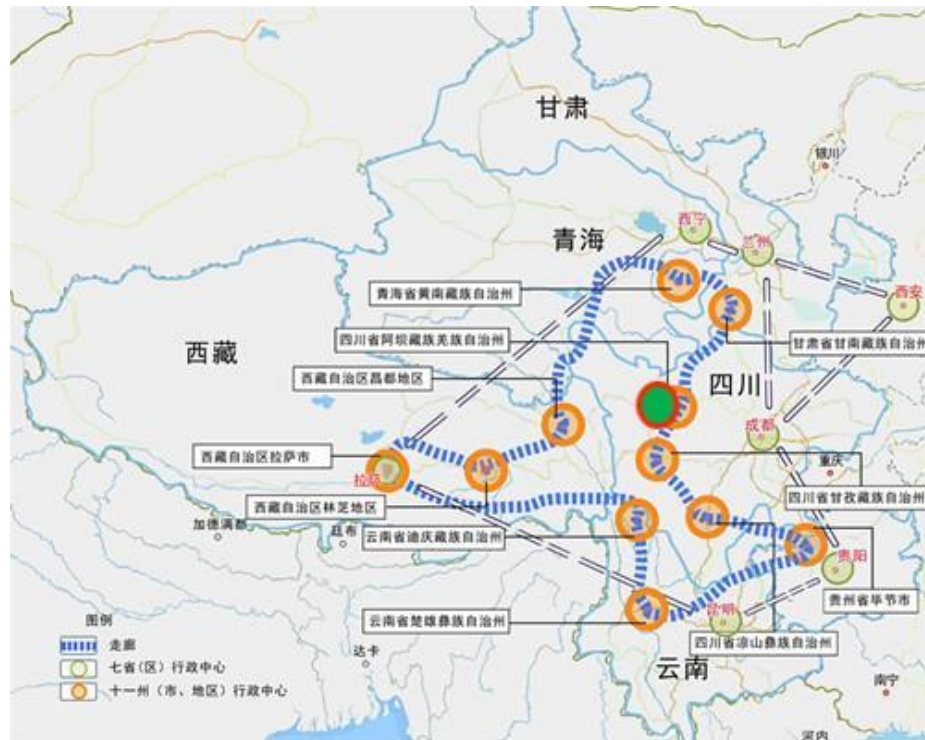 甘肃
银川
西宁
兰州
青海
青海省黄南藏族自治州
西安
四川省阿坝藏族羌族自治州
甘肃省甘南藏族自治州
西藏
西藏自治区昌都地区
四川
成都
西藏自治区拉萨市
重庆
拉萨
四川省甘孜藏族自治州
西藏自治区林芝地区
加德满都
廷布
云南省迪庆藏族自治州
贵阳
贵州省毕节市
昆明
图例
云南省楚雄彝族自治州
四川省凉山彝族自治州
走廊
达卡
七省(区)行政中心
云南
十一州(市、地区)行政中心
南宁
河内